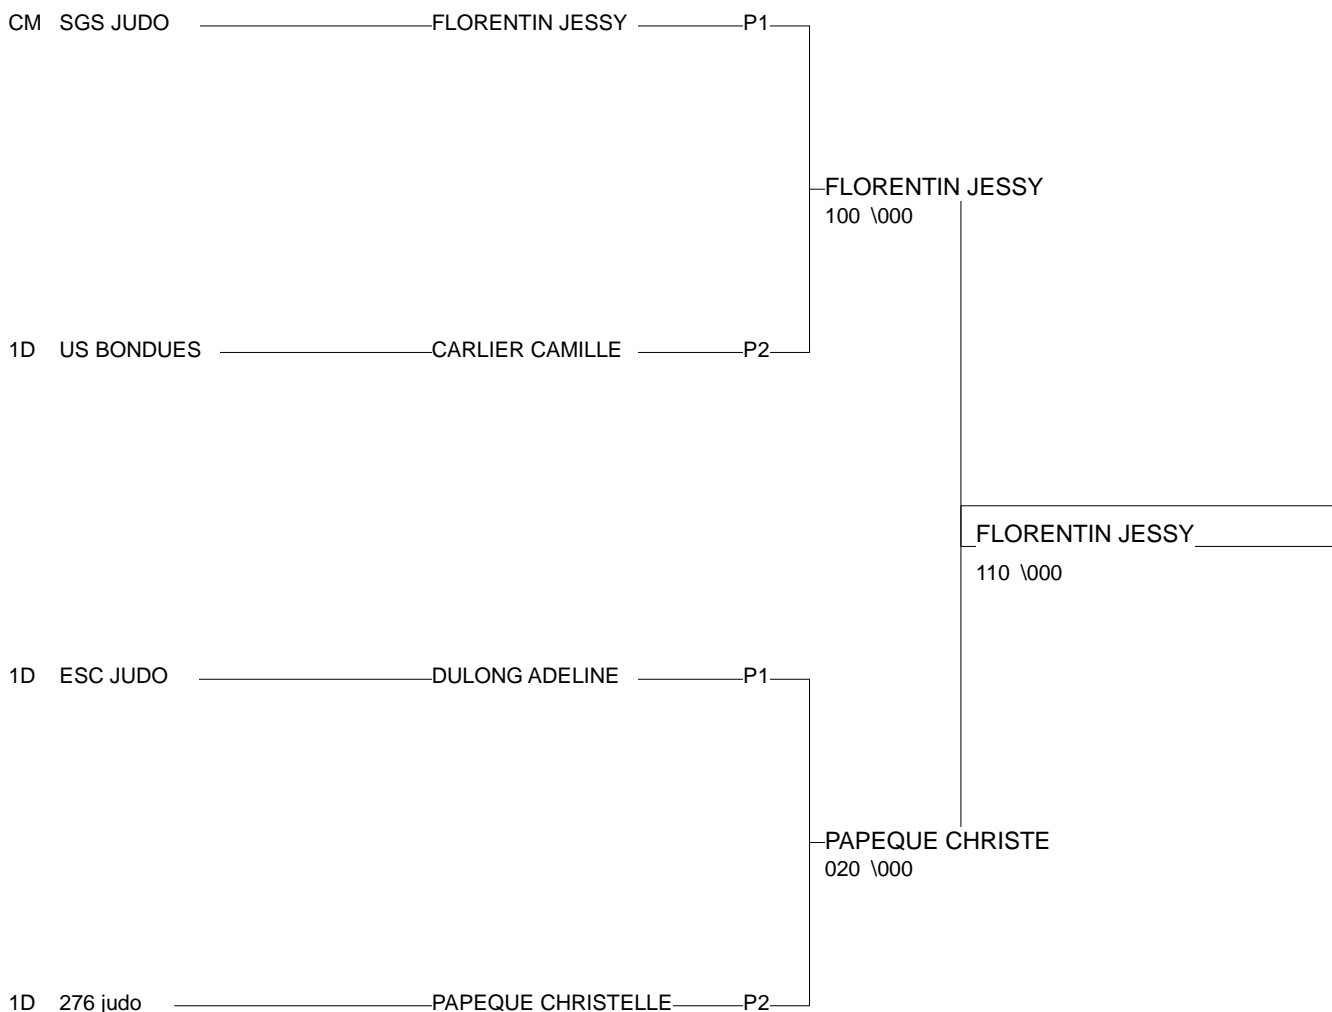 CM SGS JUDO FLORENTIN JESSY P1
FLORENTIN JESSY
100 \000
1D US BONDUES CARLIER CAMILLE P2
FLORENTIN JESSY
110 \000
1D ESC JUDO DULONG ADELINE P1
PAPEQUE CHRISTE
020 \000
1D 276 judo PAPEQUE CHRISTELLE P2